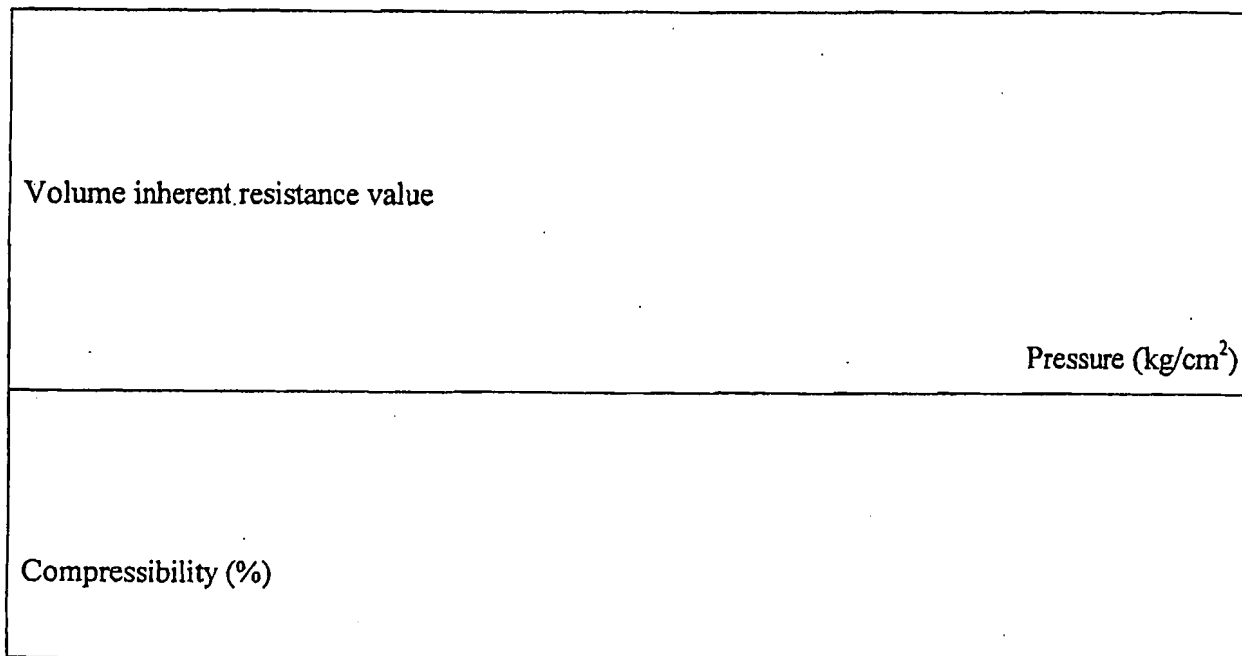 Volume inherent resistance value
Pressure (kg/cm²)
Compressibility (%)